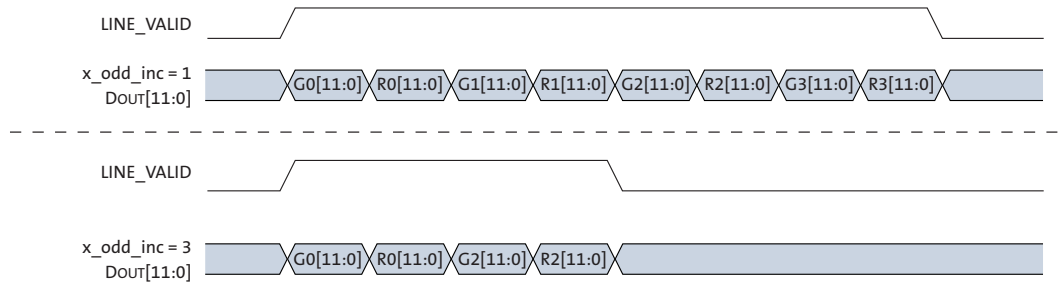 LINE_VALID
x_odd_inc = 1
DOUT[11:0]
G0[11:0] R0[11:0] G1[11:0] R1[11:0] G2[11:0] R2[11:0] G3[11:0] R3[11:0]
LINE_VALID
x_odd_inc = 3
DOUT[11:0]
G0[11:0] R0[11:0] G2[11:0] R2[11:0]